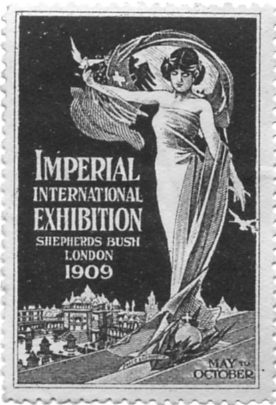 IMPERIAL
INTERNATIONAL
EXHIBITION
SHEPHERDS BUSH
LONDON
1909
MAY TO
OCTOBER